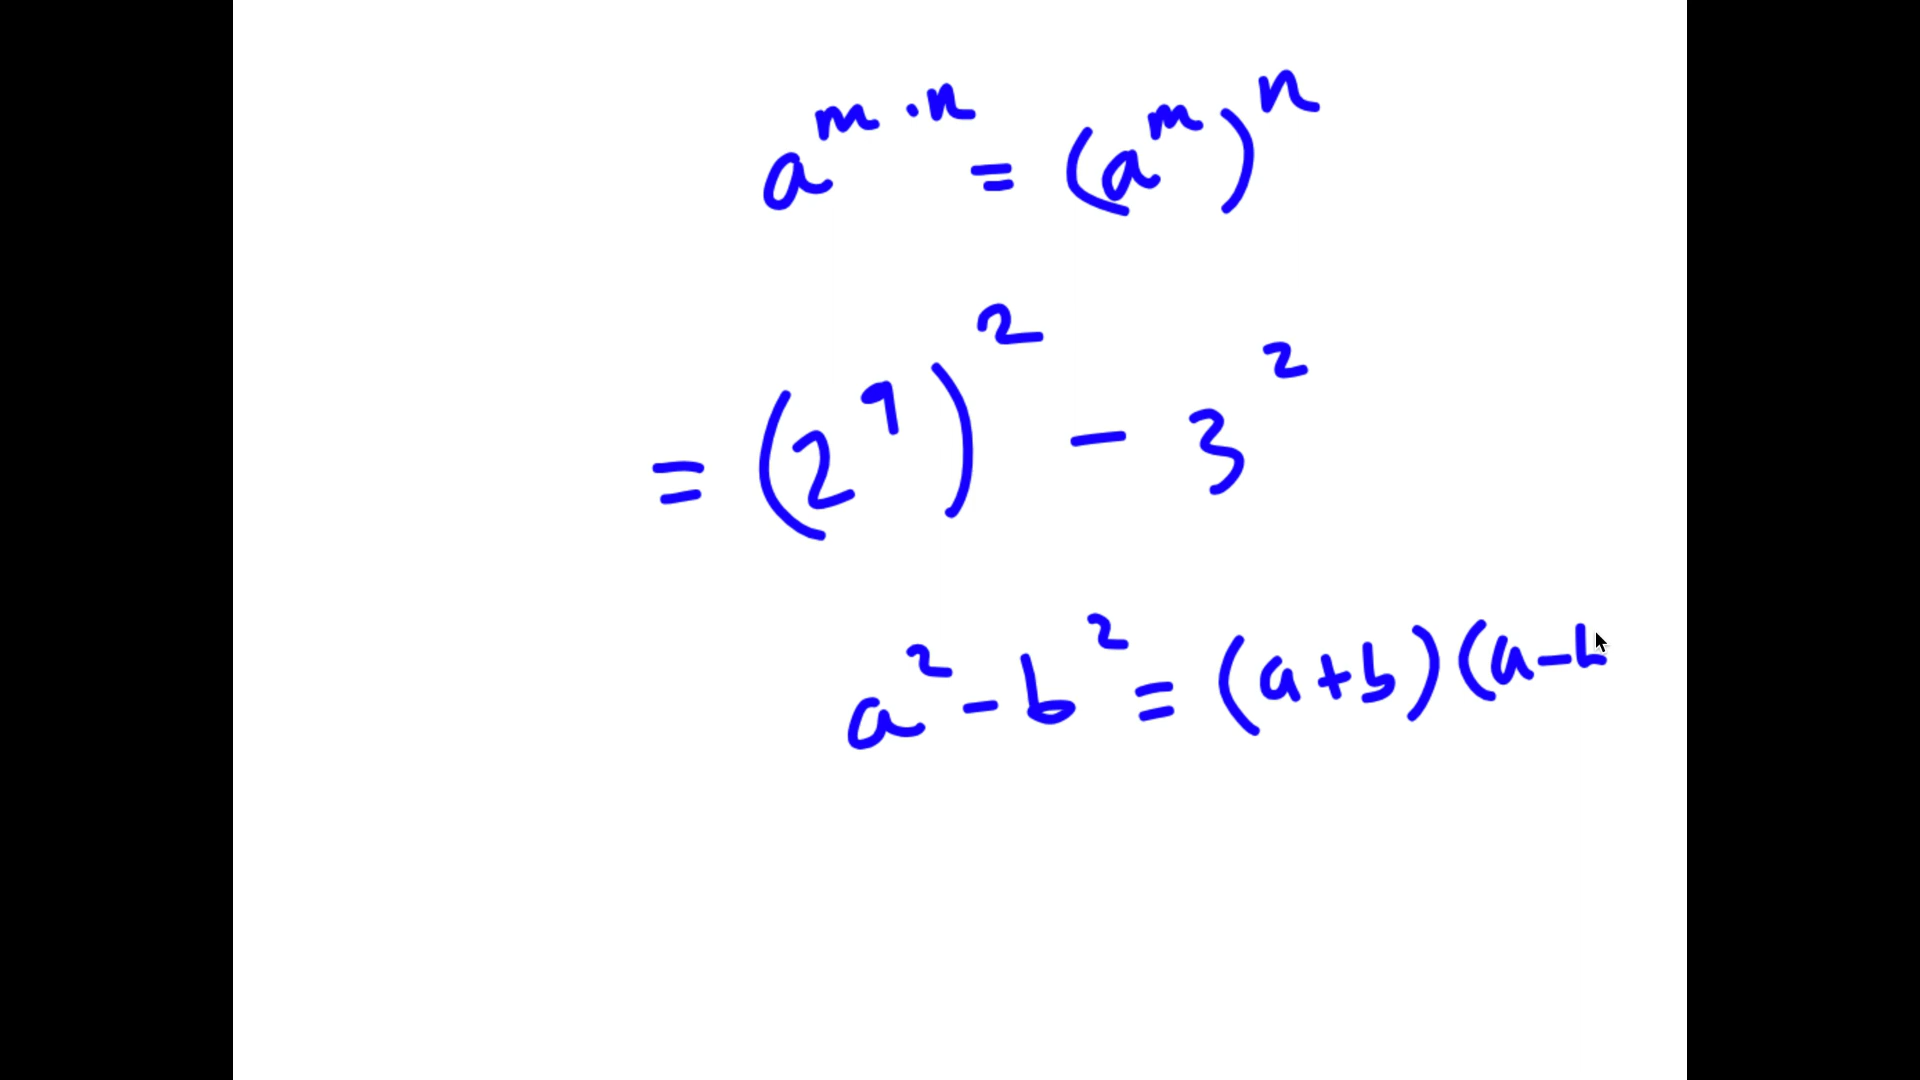 a^{m·n} = (a^m)^n
= (2^9)^2 - 3^2
a^2 - b^2 = (a+b)(a-b